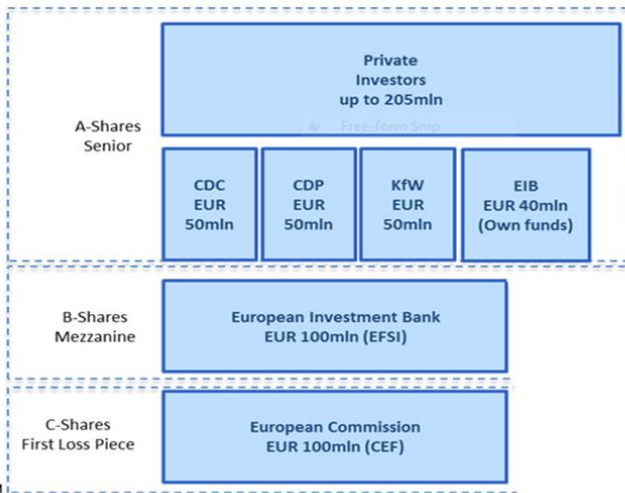 Private
Investors
up to 205mln
Free-form Snip
A-Shares
Senior
CDC
EUR
50mln
CDP
EUR
50mln
KfW
EUR
50mln
EIB
EUR 40mln
(Own funds)
B-Shares
Mezzanine
European Investment Bank
EUR 100mln (EFSI)
C-Shares
First Loss Piece
European Commission
EUR 100mln (CEF)